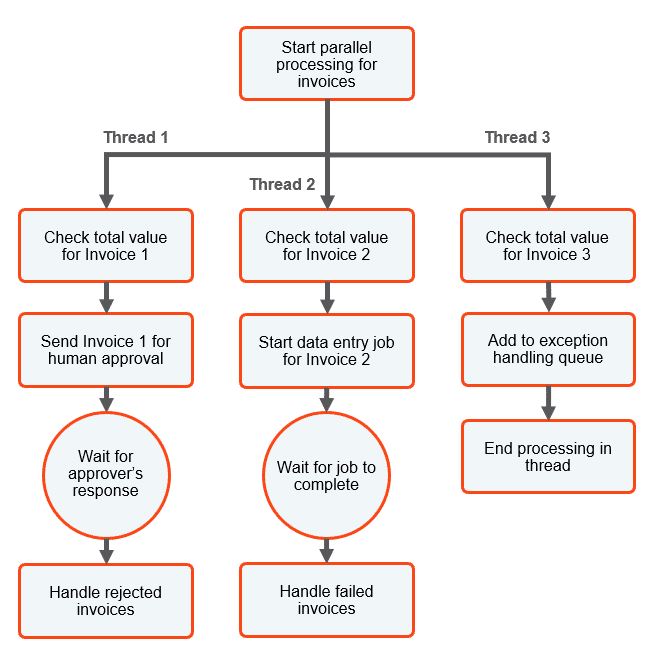 Start parallel
processing for
invoices
Thread 1
Thread 3
Thread 2
Check total value
for Invoice 1
Check total value
for Invoice 2
Check total value
for Invoice 3
Send Invoice 1 for
human approval
Start data entry job
for Invoice 2
Add to exception
handling queue
Wait for
approver’s
response
Wait for job to
complete
End processing in
thread
Handle rejected
invoices
Handle failed
invoices